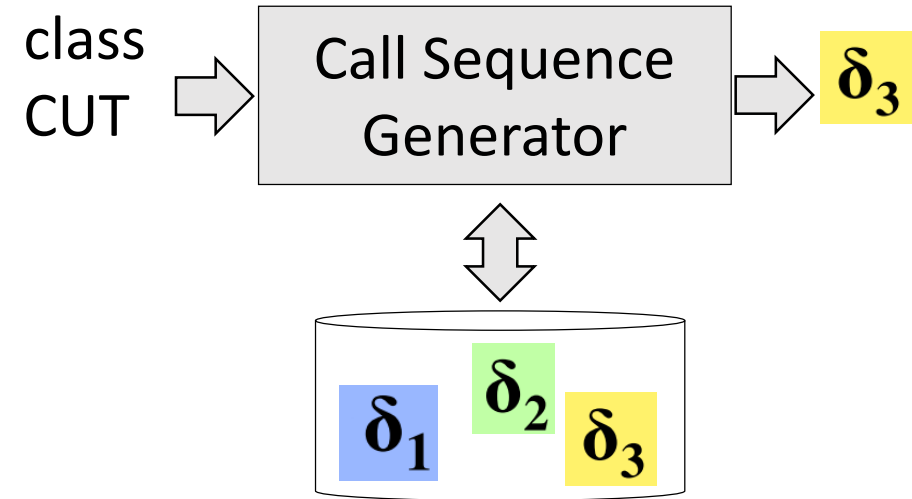 class
CUT
Call Sequence
Generator
δ₃
δ₁
δ₂
δ₃